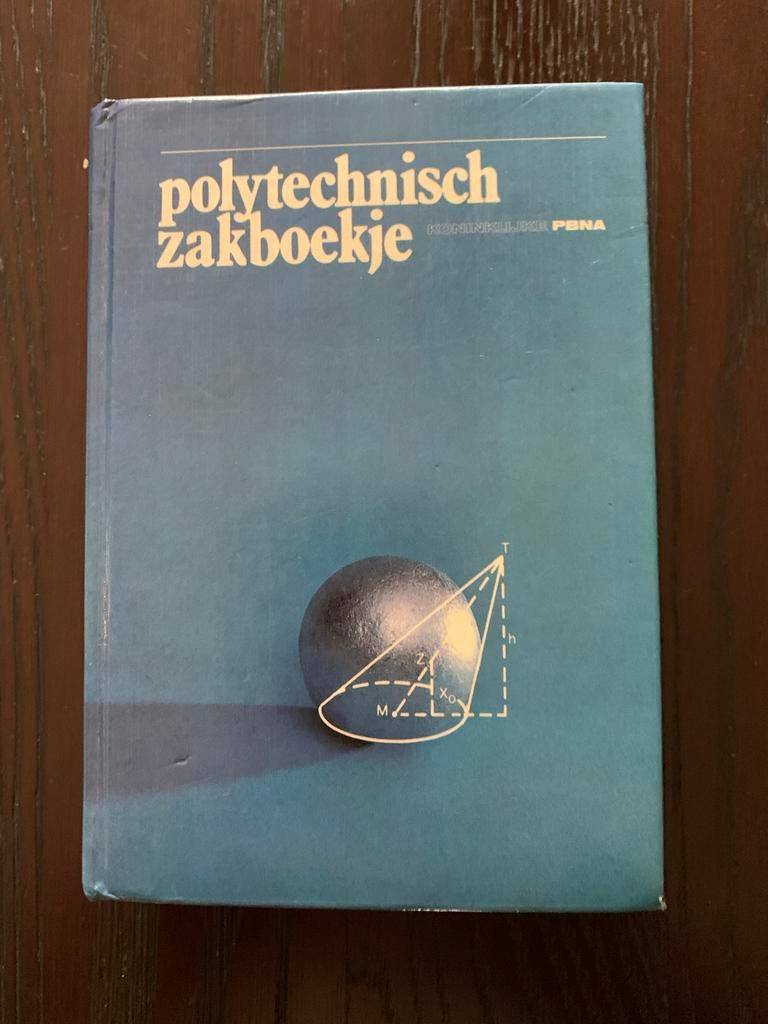 polytechnisch
zakboekje KONINKLIJKE PBNA
T
h
Z
X₀
M